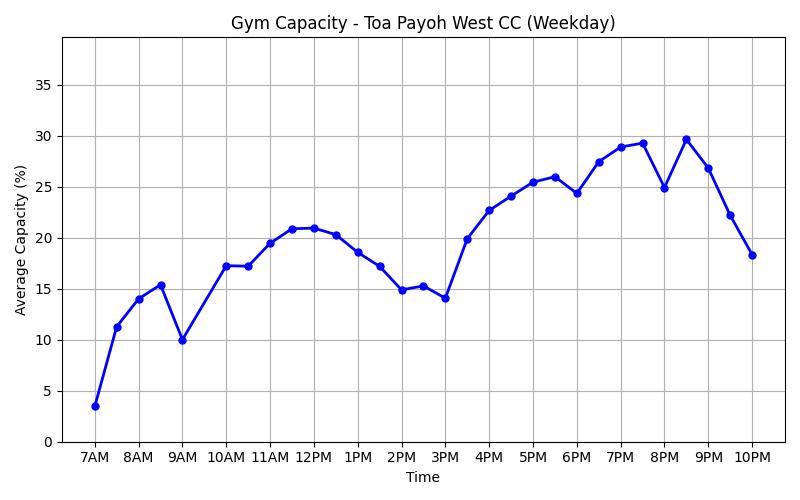 Gym Capacity - Toa Payoh West CC (Weekday)
Average Capacity (%)
35
30
25
20
15
10
5
0
7AM 8AM 9AM 10AM 11AM 12PM 1PM 2PM 3PM 4PM 5PM 6PM 7PM 8PM 9PM 10PM
Time